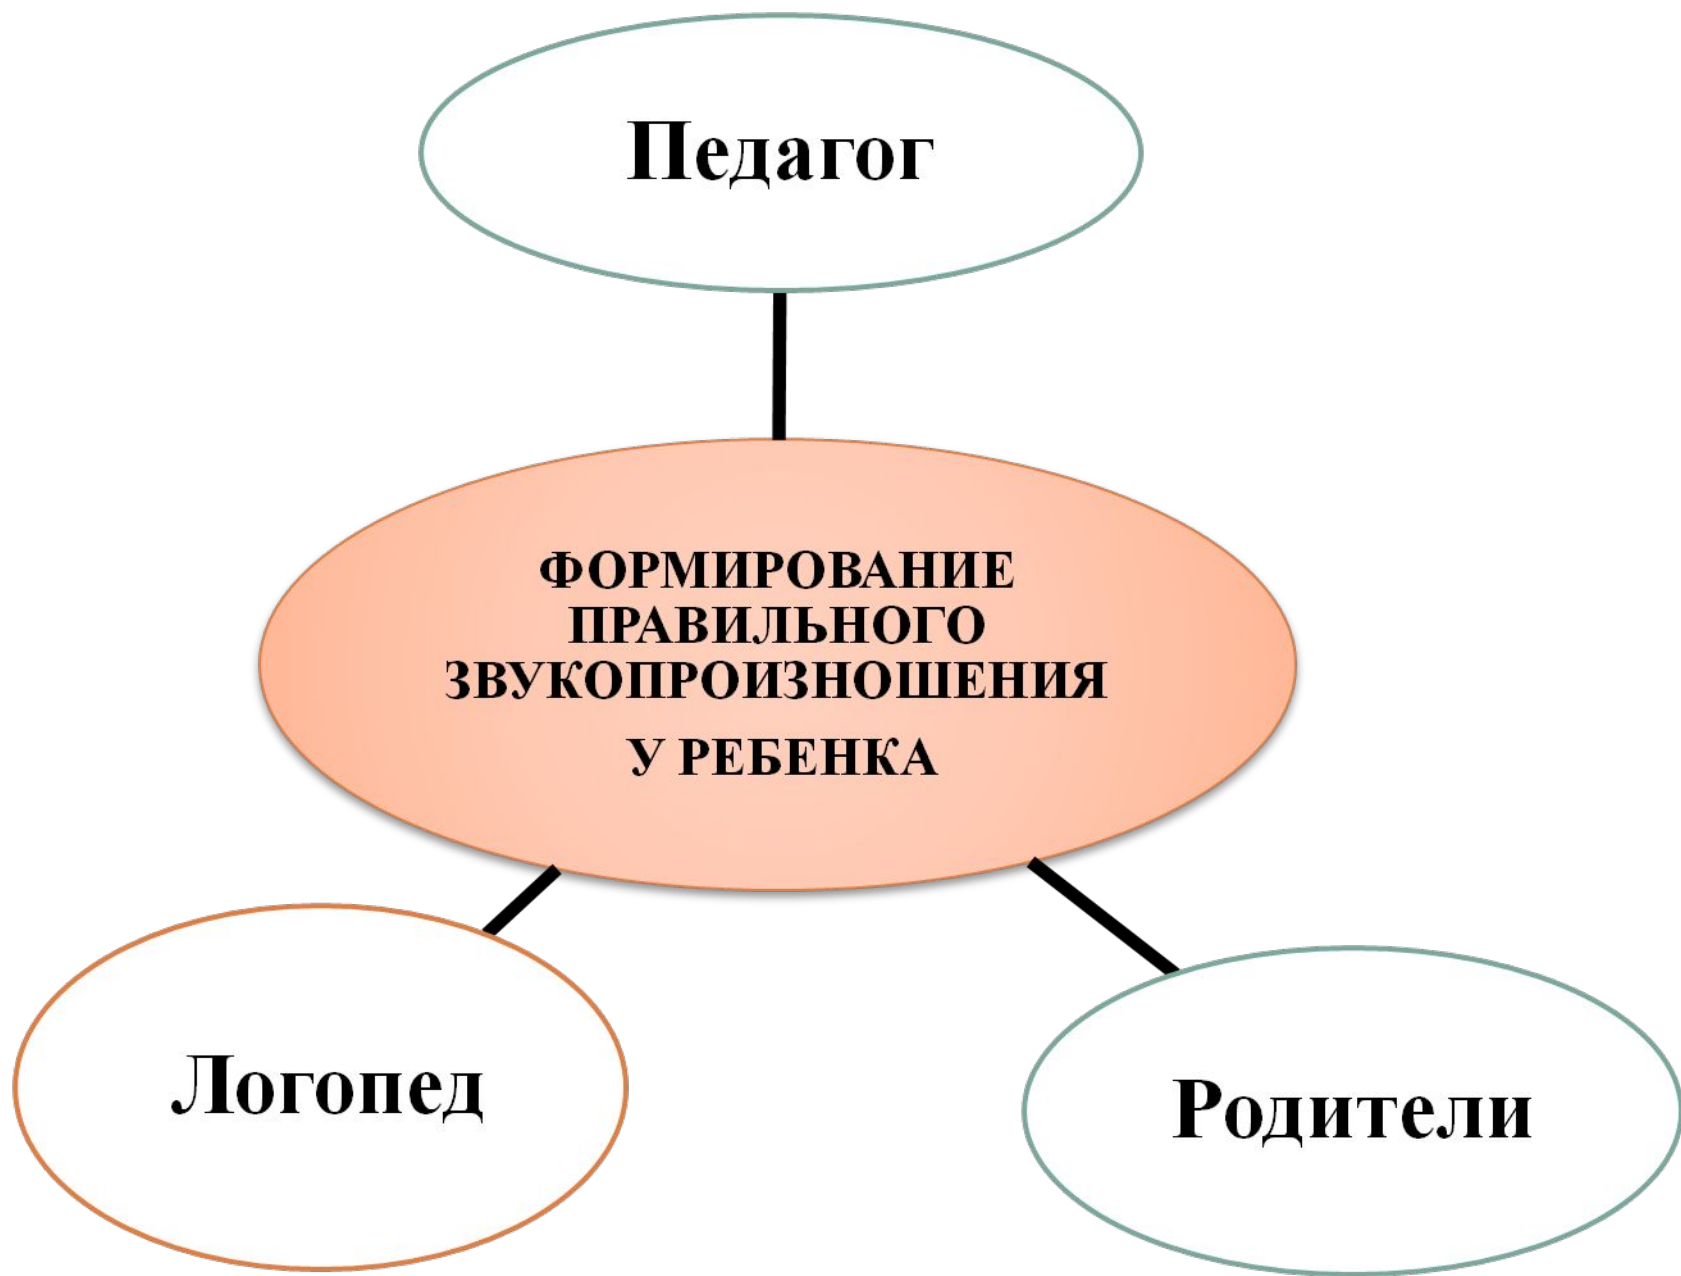 Педагог
ФОРМИРОВАНИЕ
ПРАВИЛЬНОГО
ЗВУКОПРОИЗНОШЕНИЯ
У РЕБЕНКА
Логопед
Родители